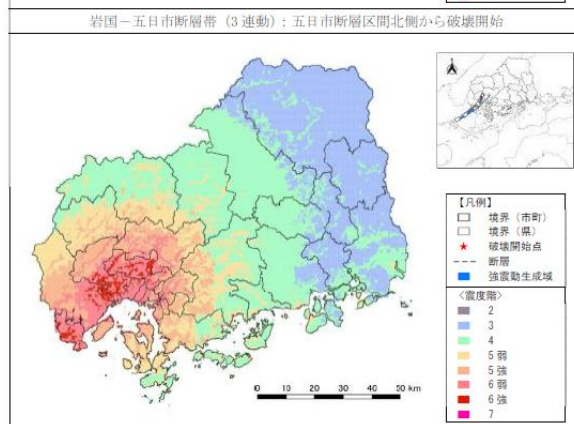 岩国－五日市断層帯（3連動）：五日市断層区間北側から破壊開始
【凡例】
境界（市町）
境界（県）
破壊開始点
断層
強震動生成域
＜震度階＞
2
3
4
5弱
5強
6弱
6強
7
0 10 20 30 40 50 km